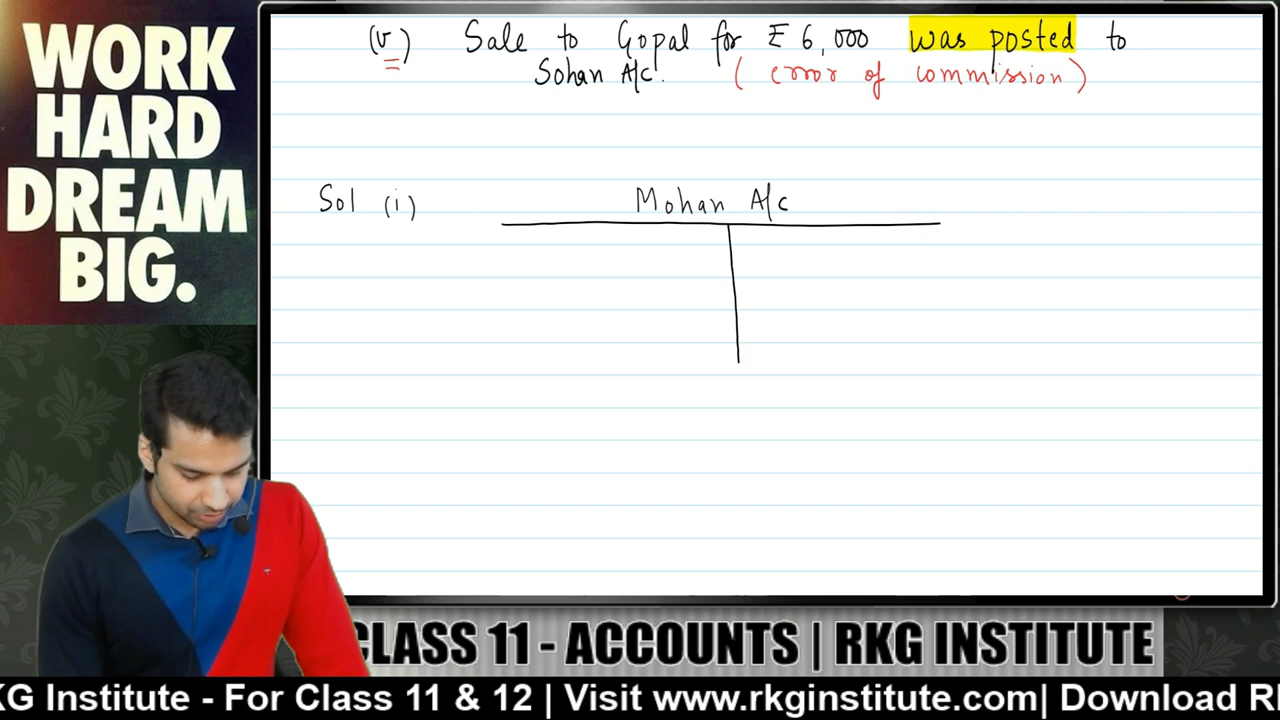 WORK
HARD
DREAM
BIG.
(v) Sale to Gopal for ₹ 6,000 was posted to
Sohan A/c. (error of commission)
Sol (i) Mohan A/c
CLASS 11 - ACCOUNTS | RKG INSTITUTE
KG Institute - For Class 11 & 12 | Visit www.rkginstitute.com| Download R